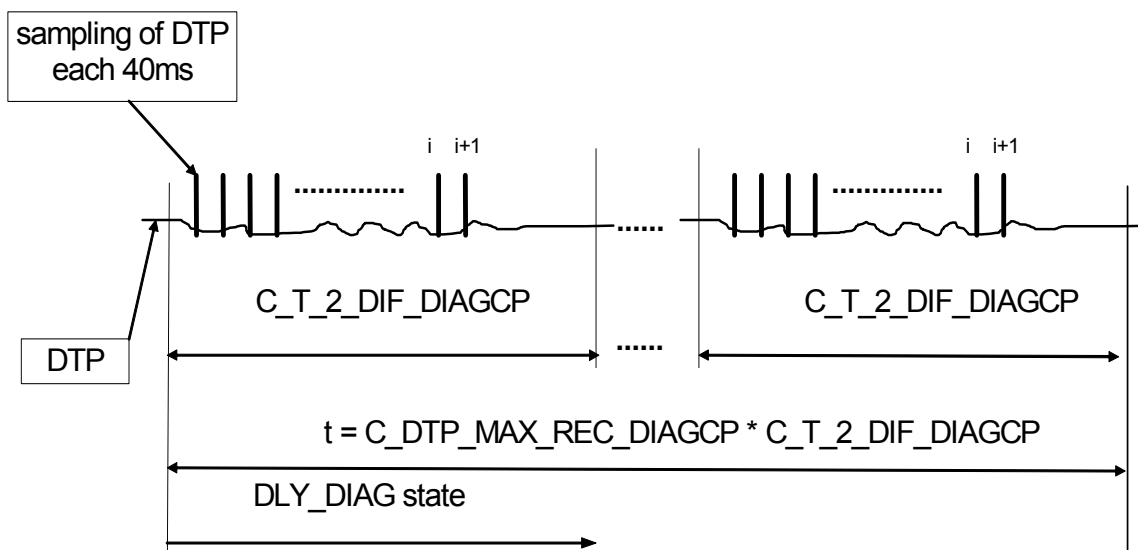 sampling of DTP
each 40ms
i i+1 i i+1
.............. ...... ..............
C_T_2_DIF_DIAGCP C_T_2_DIF_DIAGCP
......
DTP
t = C_DTP_MAX_REC_DIAGCP * C_T_2_DIF_DIAGCP
DLY_DIAG state